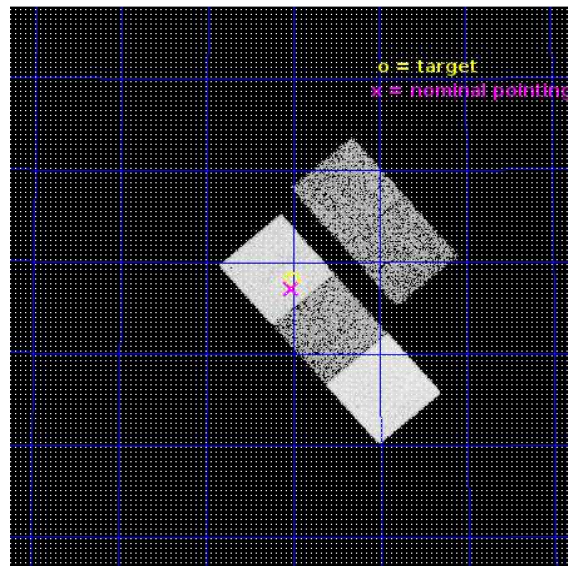 o = target
x = nominal pointing